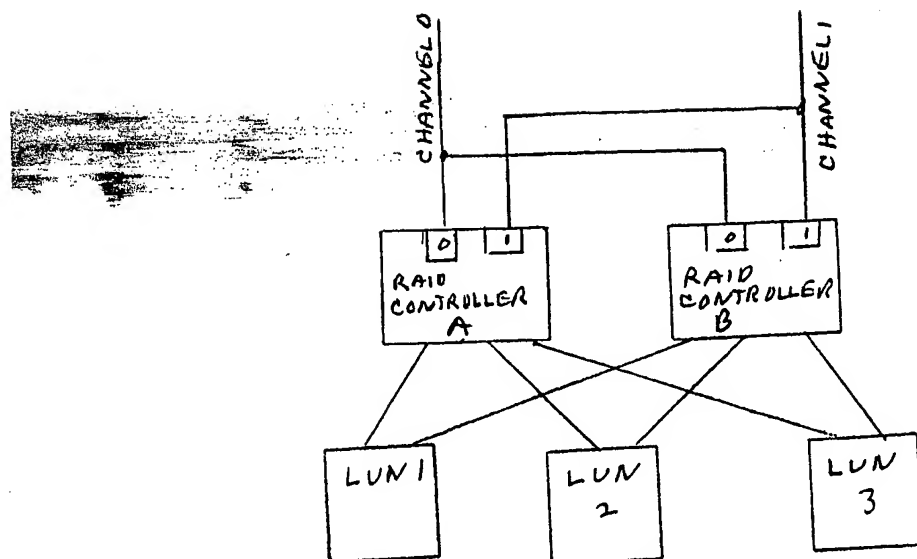 CHANNEL 0
CHANNEL 1
0
1
0
1
RAID
CONTROLLER
A
RAID
CONTROLLER
B
LUN 1
LUN
2
LUN
3